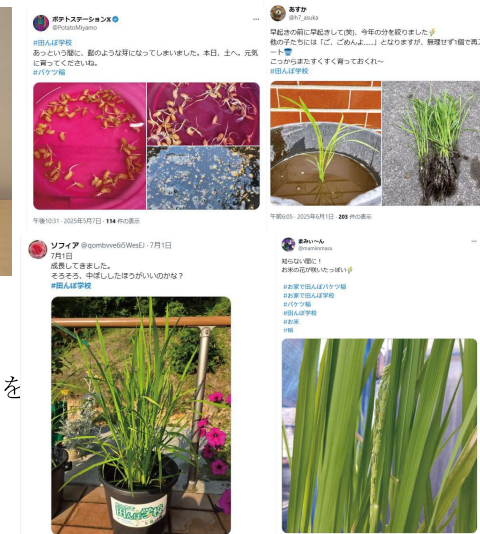 ポテトステーションX
@PotatoMiyamo
#田んぼ学校
あっという間に、髭のような芽になってしまいました。本日、土へ。元気
に育ってくださいね。
#バケツ稲
午後10:31 · 2025年5月7日 · 114 件の表示
あすか
@h7_asuka
早起きの前に早起きして(笑)、今年の分を絞りました🌾
他の子たちには「ご、ごめんよ.....」となりますが、無理せず1個で再ス
ート
こっからまたすくすく育っておくれ〜
#田んぼ学校
午前6:05 · 2025年6月1日 · 203 件の表示
ソフィア @qombvve6i5WesEJ · 7月1日
7月1日
成長してきました。
そろそろ、中ぼししたほうがいいのかな？
#田んぼ学校
田んぼ学校
まみぃ〜ん
@mamiinmasa
知らない間に！
お米の花が咲いたっぽい🌾
#お家で田んぼバケツ稲
#お家で田んぼ学校
#バケツ稲
#田んぼ学校
#お米
#稲
を